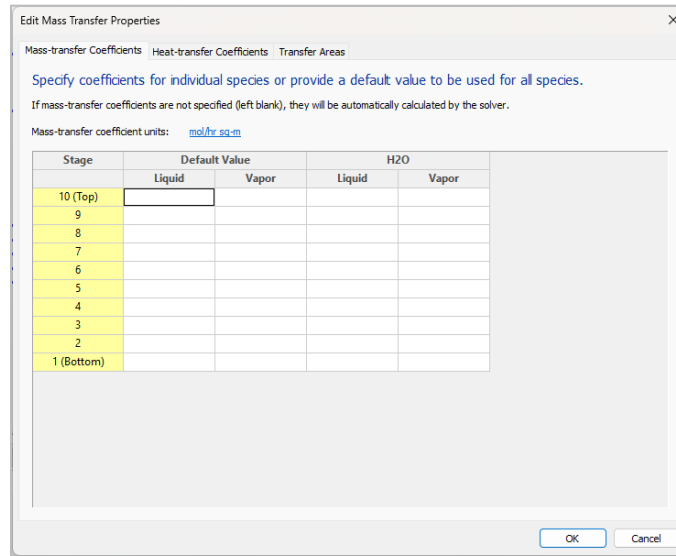 Edit Mass Transfer Properties
Mass-transfer Coefficients Heat-transfer Coefficients Transfer Areas
Specify coefficients for individual species or provide a default value to be used for all species.
If mass-transfer coefficients are not specified (left blank), they will be automatically calculated by the solver.
Mass-transfer coefficient units: mol/hr sq-m
Stage Default Value H2O
Liquid Vapor Liquid Vapor
10 (Top)
9
8
7
6
5
4
3
2
1 (Bottom)
OK Cancel